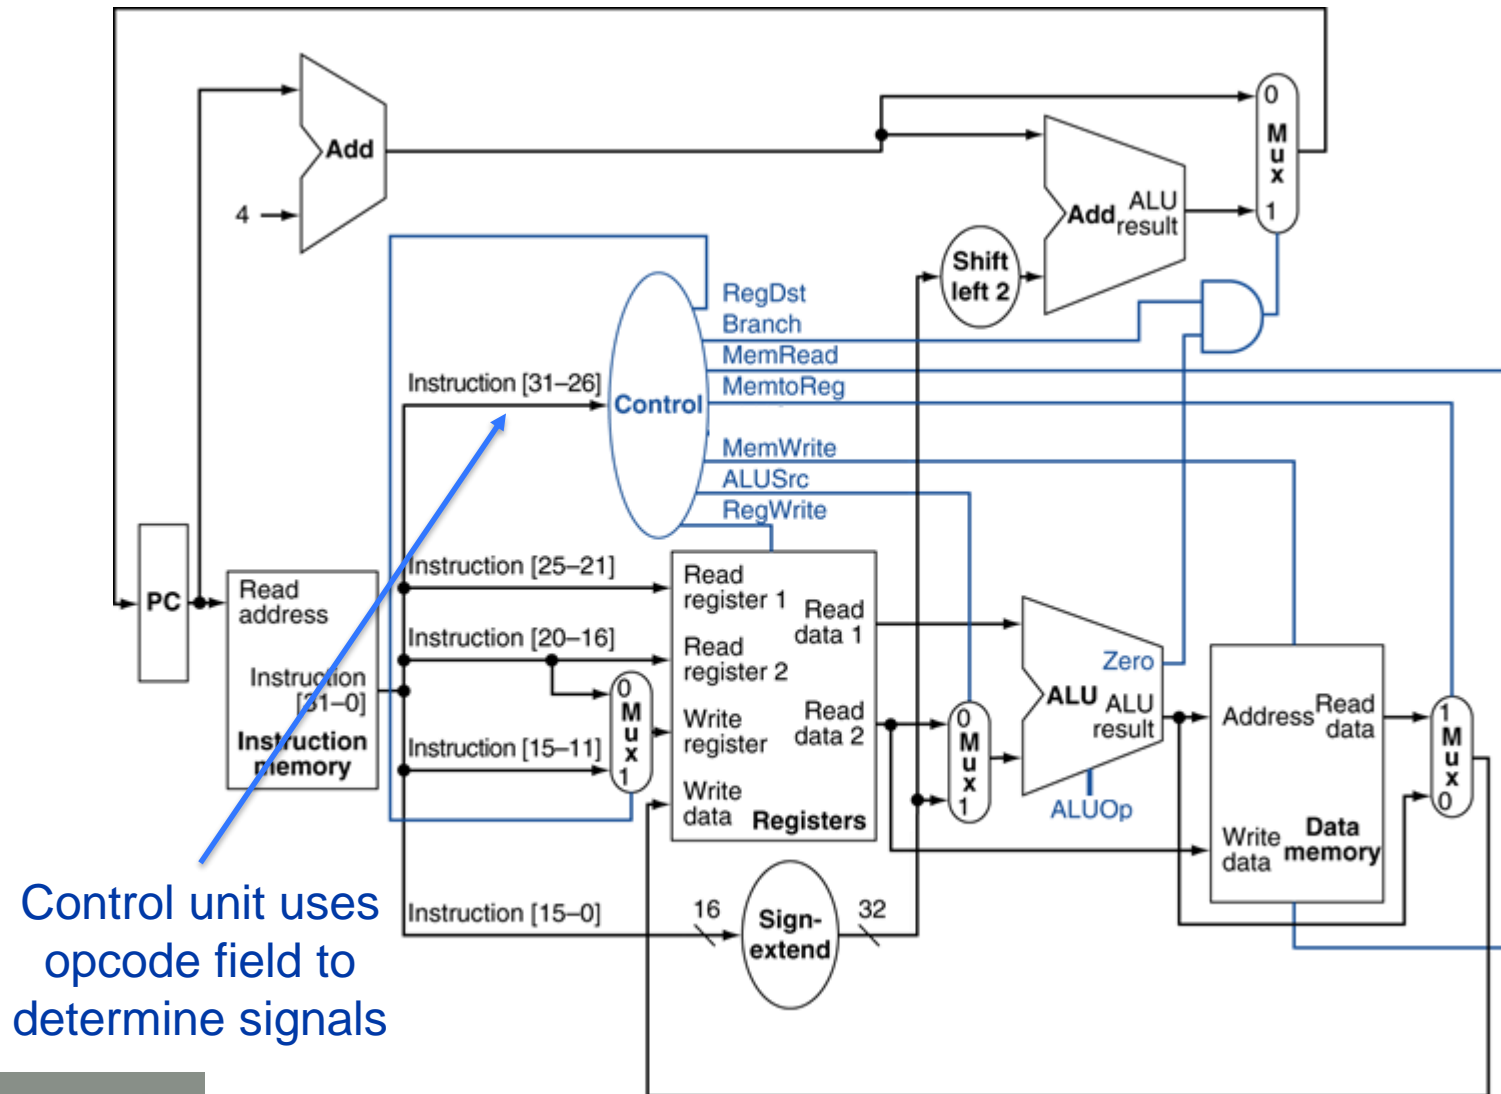 0
M
u
x
1
Add
4
Add
ALU
result
Shift
left 2
RegDst
Branch
MemRead
MemtoReg
MemWrite
ALUSrc
RegWrite
Control
Instruction [31–26]
Instruction [25–21]
Instruction [20–16]
Instruction [15–11]
Instruction [15–0]
PC
Read
address
Instruction
[31–0]
Instruction
memory
0
M
u
x
1
Read
register 1
Read
register 2
Write
register
Write
data
Read
data 1
Read
data 2
Registers
0
M
u
x
1
Zero
ALU
ALU
result
ALUOp
Address
Read
data
Write
data
Data
memory
1
M
u
x
0
16
Sign-
extend
32
Control unit uses
opcode field to
determine signals